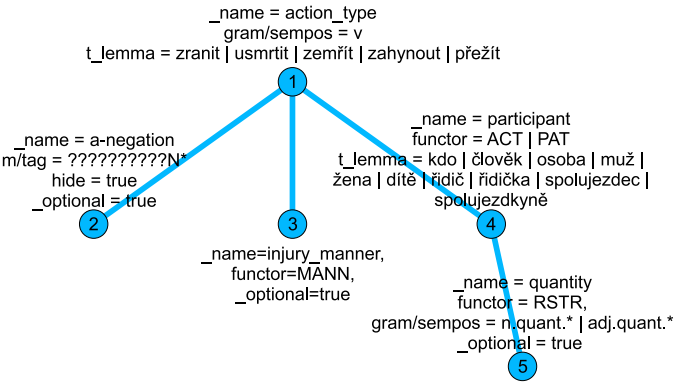 _name = action_type
gram/sempos = v
t_lemma = zranit | usmrtit | zemřít | zahynout | přežít
1
_name = a-negation
m/tag = ??????????N*
hide = true
_optional = true
2
_name=injury_manner,
functor=MANN,
_optional=true
3
_name = participant
functor = ACT | PAT
t_lemma = kdo | člověk | osoba | muž |
žena | dítě | řidič | řidička | spolujezdec |
spolujezdkyně
4
_name = quantity
functor = RSTR,
gram/sempos = n.quant.* | adj.quant.*
_optional = true
5